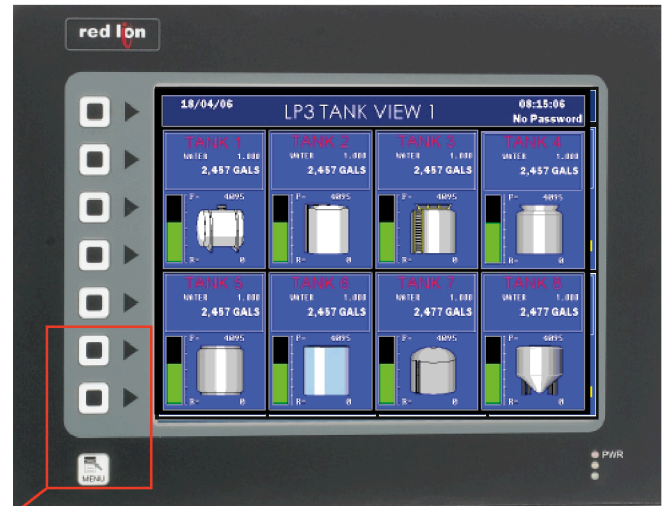 red lion
18/04/06
LP3 TANK VIEW 1
08:15:06
No Password
TANK 1
WATER 1.000
2,457 GALS
F- 4095
R- 0
TANK 2
WATER 1.000
2,457 GALS
F- 4095
R- 0
TANK 3
WATER 1.000
2,457 GALS
F- 4095
R- 0
TANK 4
WATER 1.000
2,457 GALS
F- 4095
R- 0
TANK 5
WATER 1.000
2,457 GALS
F- 4095
R- 0
TANK 6
WATER 1.000
2,457 GALS
F- 4095
R- 0
TANK 7
WATER 1.000
2,477 GALS
F- 4095
R- 0
TANK 8
WATER 1.000
2,477 GALS
F- 4095
R- 0
MENU
PWR